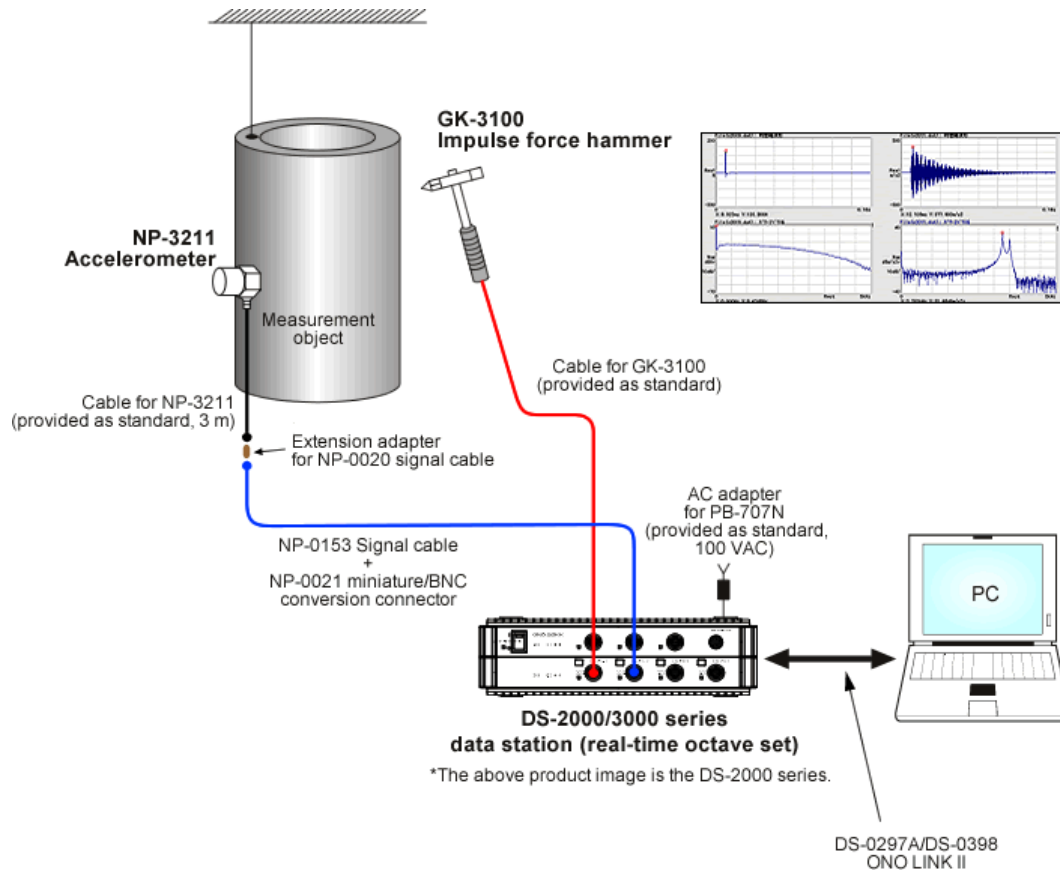 GK-3100
Impulse force hammer
NP-3211
Accelerometer
Measurement
object
Cable for GK-3100
(provided as standard)
Cable for NP-3211
(provided as standard, 3 m)
Extension adapter
for NP-0020 signal cable
AC adapter
for PB-707N
(provided as standard,
100 VAC)
NP-0153 Signal cable
+
NP-0021 miniature/BNC
conversion connector
PC
DS-2000/3000 series
data station (real-time octave set)
*The above product image is the DS-2000 series.
DS-0297A/DS-0398
ONO LINK II